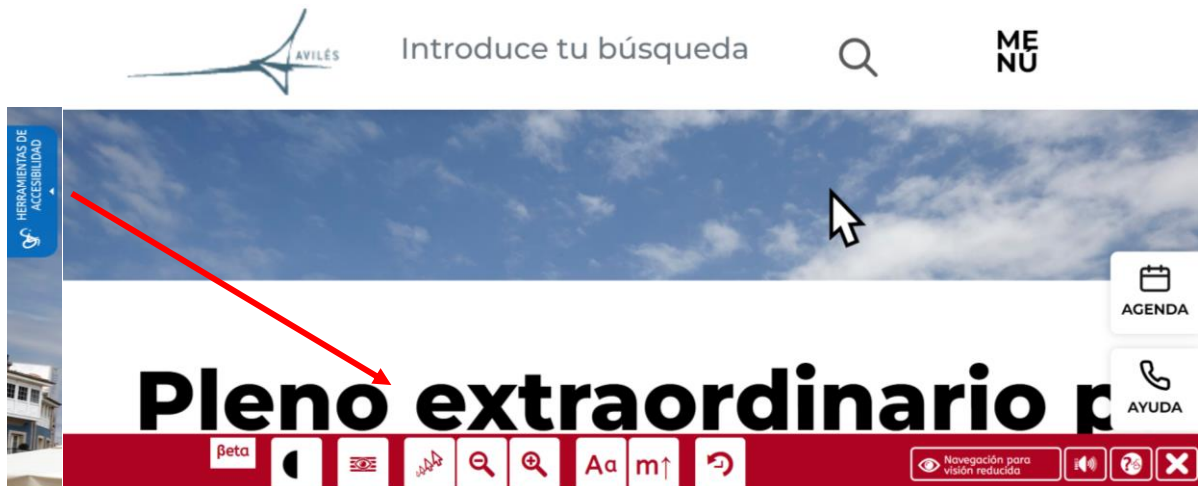 AVILÉS
Introduce tu búsqueda
ME
NÚ
HERRAMIENTAS DE
ACCESIBILIDAD
AGENDA
Pleno extraordinario p
AYUDA
βeta
Aa
m↑
Navegación para
visión reducida